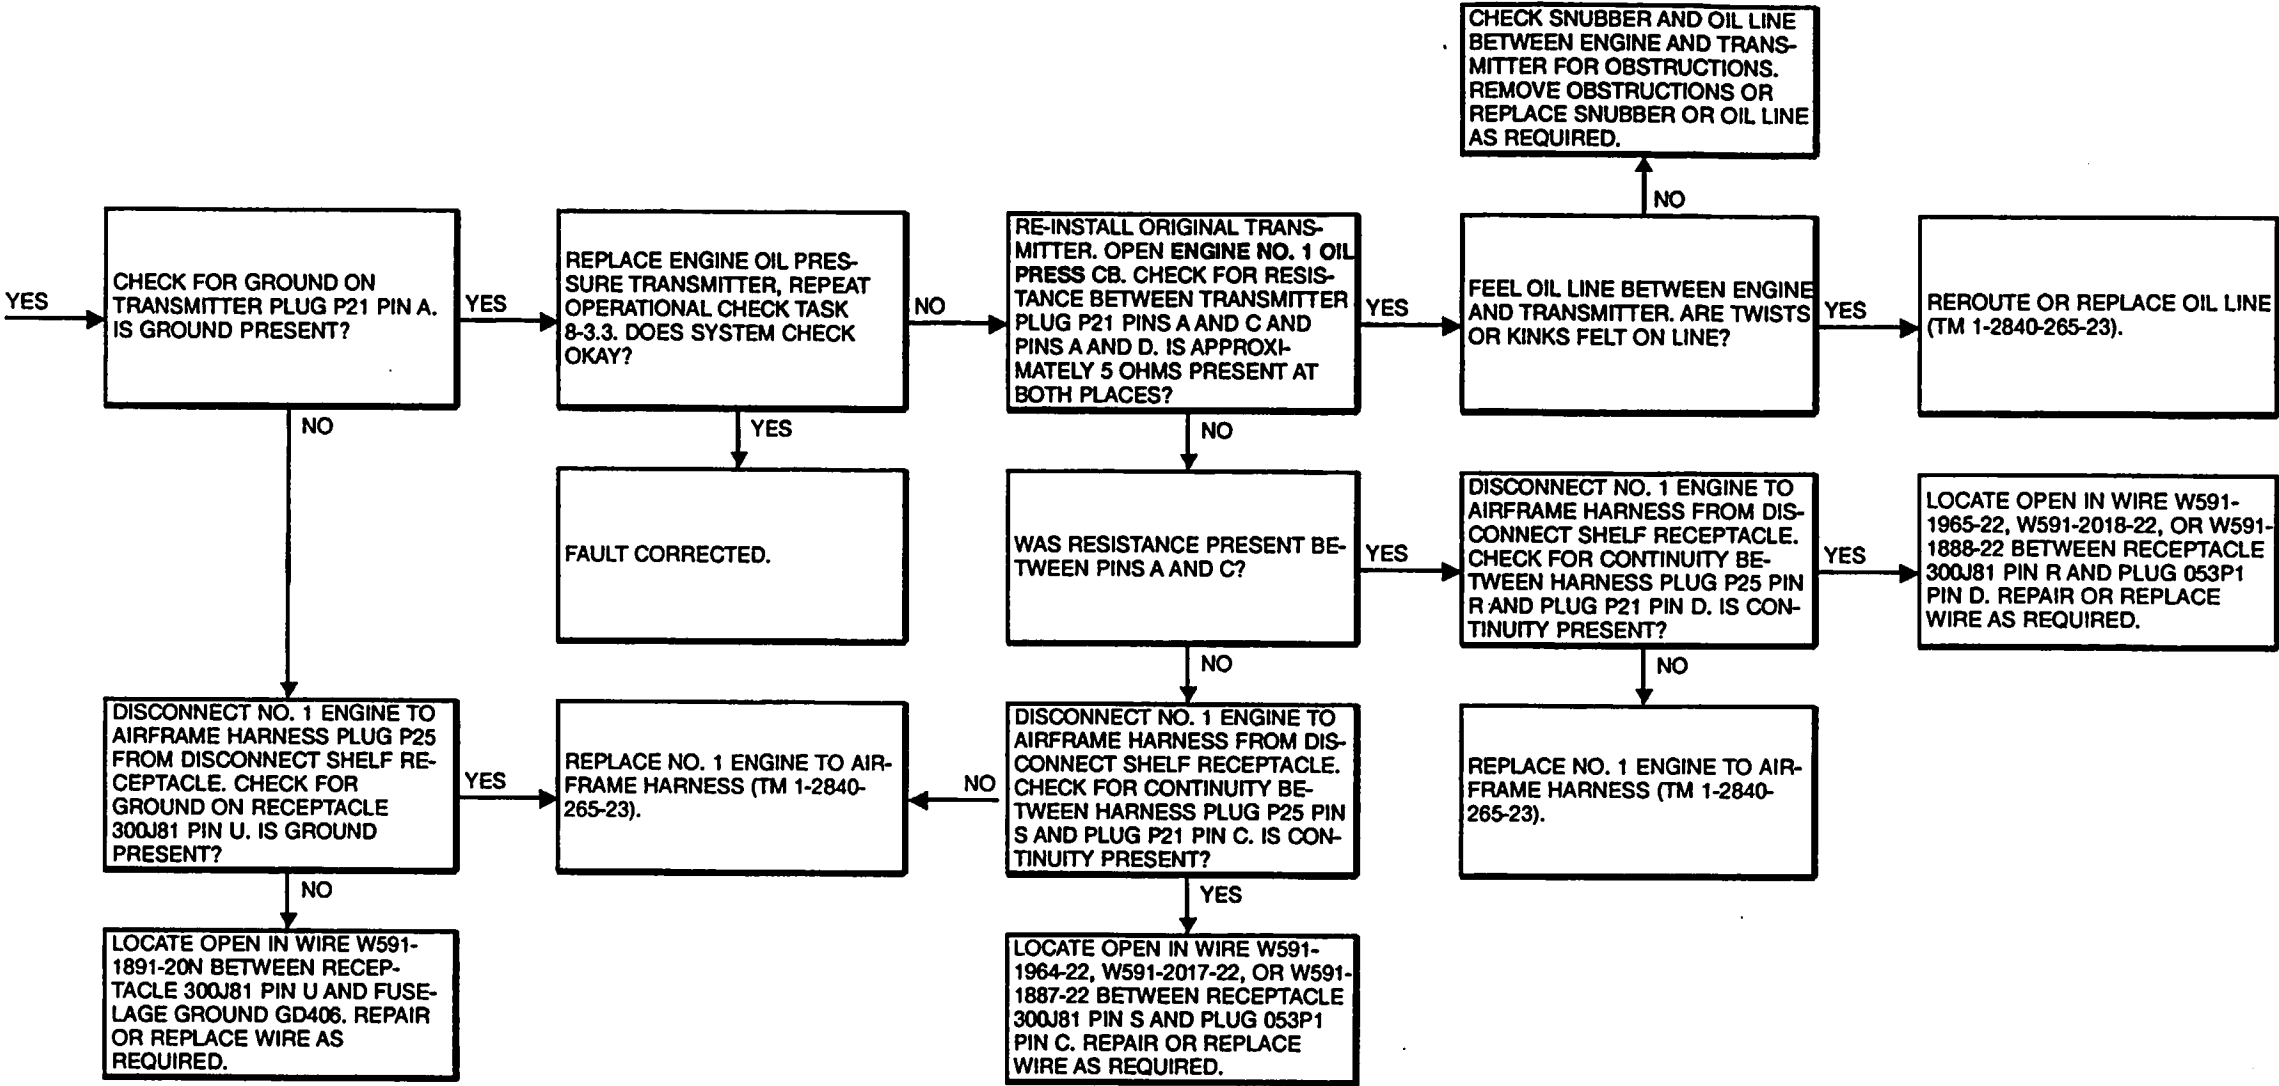 CHECK SNUBBER AND OIL LINE
BETWEEN ENGINE AND TRANS-
MITTER FOR OBSTRUCTIONS.
REMOVE OBSTRUCTIONS OR
REPLACE SNUBBER OR OIL LINE
AS REQUIRED.
NO
YES
CHECK FOR GROUND ON
TRANSMITTER PLUG P21 PIN A.
IS GROUND PRESENT?
YES
REPLACE ENGINE OIL PRES-
SURE TRANSMITTER, REPEAT
OPERATIONAL CHECK TASK
8-3.3. DOES SYSTEM CHECK
OKAY?
NO
RE-INSTALL ORIGINAL TRANS-
MITTER. OPEN ENGINE NO. 1 OIL
PRESS CB. CHECK FOR RESIS-
TANCE BETWEEN TRANSMITTER
PLUG P21 PINS A AND C AND
PINS A AND D. IS APPROXI-
MATELY 5 OHMS PRESENT AT
BOTH PLACES?
YES
FEEL OIL LINE BETWEEN ENGINE
AND TRANSMITTER. ARE TWISTS
OR KINKS FELT ON LINE?
YES
REROUTE OR REPLACE OIL LINE
(TM 1-2840-265-23).
NO
YES
NO
FAULT CORRECTED.
WAS RESISTANCE PRESENT BE-
TWEEN PINS A AND C?
YES
DISCONNECT NO. 1 ENGINE TO
AIRFRAME HARNESS FROM DIS-
CONNECT SHELF RECEPTACLE.
CHECK FOR CONTINUITY BE-
TWEEN HARNESS PLUG P25 PIN
R AND PLUG P21 PIN D. IS CON-
TINUITY PRESENT?
YES
LOCATE OPEN IN WIRE W591-
1965-22, W591-2018-22, OR W591-
1888-22 BETWEEN RECEPTACLE
300J81 PIN R AND PLUG 053P1
PIN D. REPAIR OR REPLACE
WIRE AS REQUIRED.
NO
NO
DISCONNECT NO. 1 ENGINE TO
AIRFRAME HARNESS PLUG P25
FROM DISCONNECT SHELF RE-
CEPTACLE. CHECK FOR
GROUND ON RECEPTACLE
300J81 PIN U. IS GROUND
PRESENT?
YES
REPLACE NO. 1 ENGINE TO AIR-
FRAME HARNESS (TM 1-2840-
265-23).
NO
DISCONNECT NO. 1 ENGINE TO
AIRFRAME HARNESS FROM DIS-
CONNECT SHELF RECEPTACLE.
CHECK FOR CONTINUITY BE-
TWEEN HARNESS PLUG P25 PIN
S AND PLUG P21 PIN C. IS CON-
TINUITY PRESENT?
REPLACE NO. 1 ENGINE TO AIR-
FRAME HARNESS (TM 1-2840-
265-23).
NO
YES
LOCATE OPEN IN WIRE W591-
1891-20N BETWEEN RECEP-
TACLE 300J81 PIN U AND FUSE-
LAGE GROUND GD406. REPAIR
OR REPLACE WIRE AS
REQUIRED.
LOCATE OPEN IN WIRE W591-
1964-22, W591-2017-22, OR W591-
1887-22 BETWEEN RECEPTACLE
300J81 PIN S AND PLUG 053P1
PIN C. REPAIR OR REPLACE
WIRE AS REQUIRED.